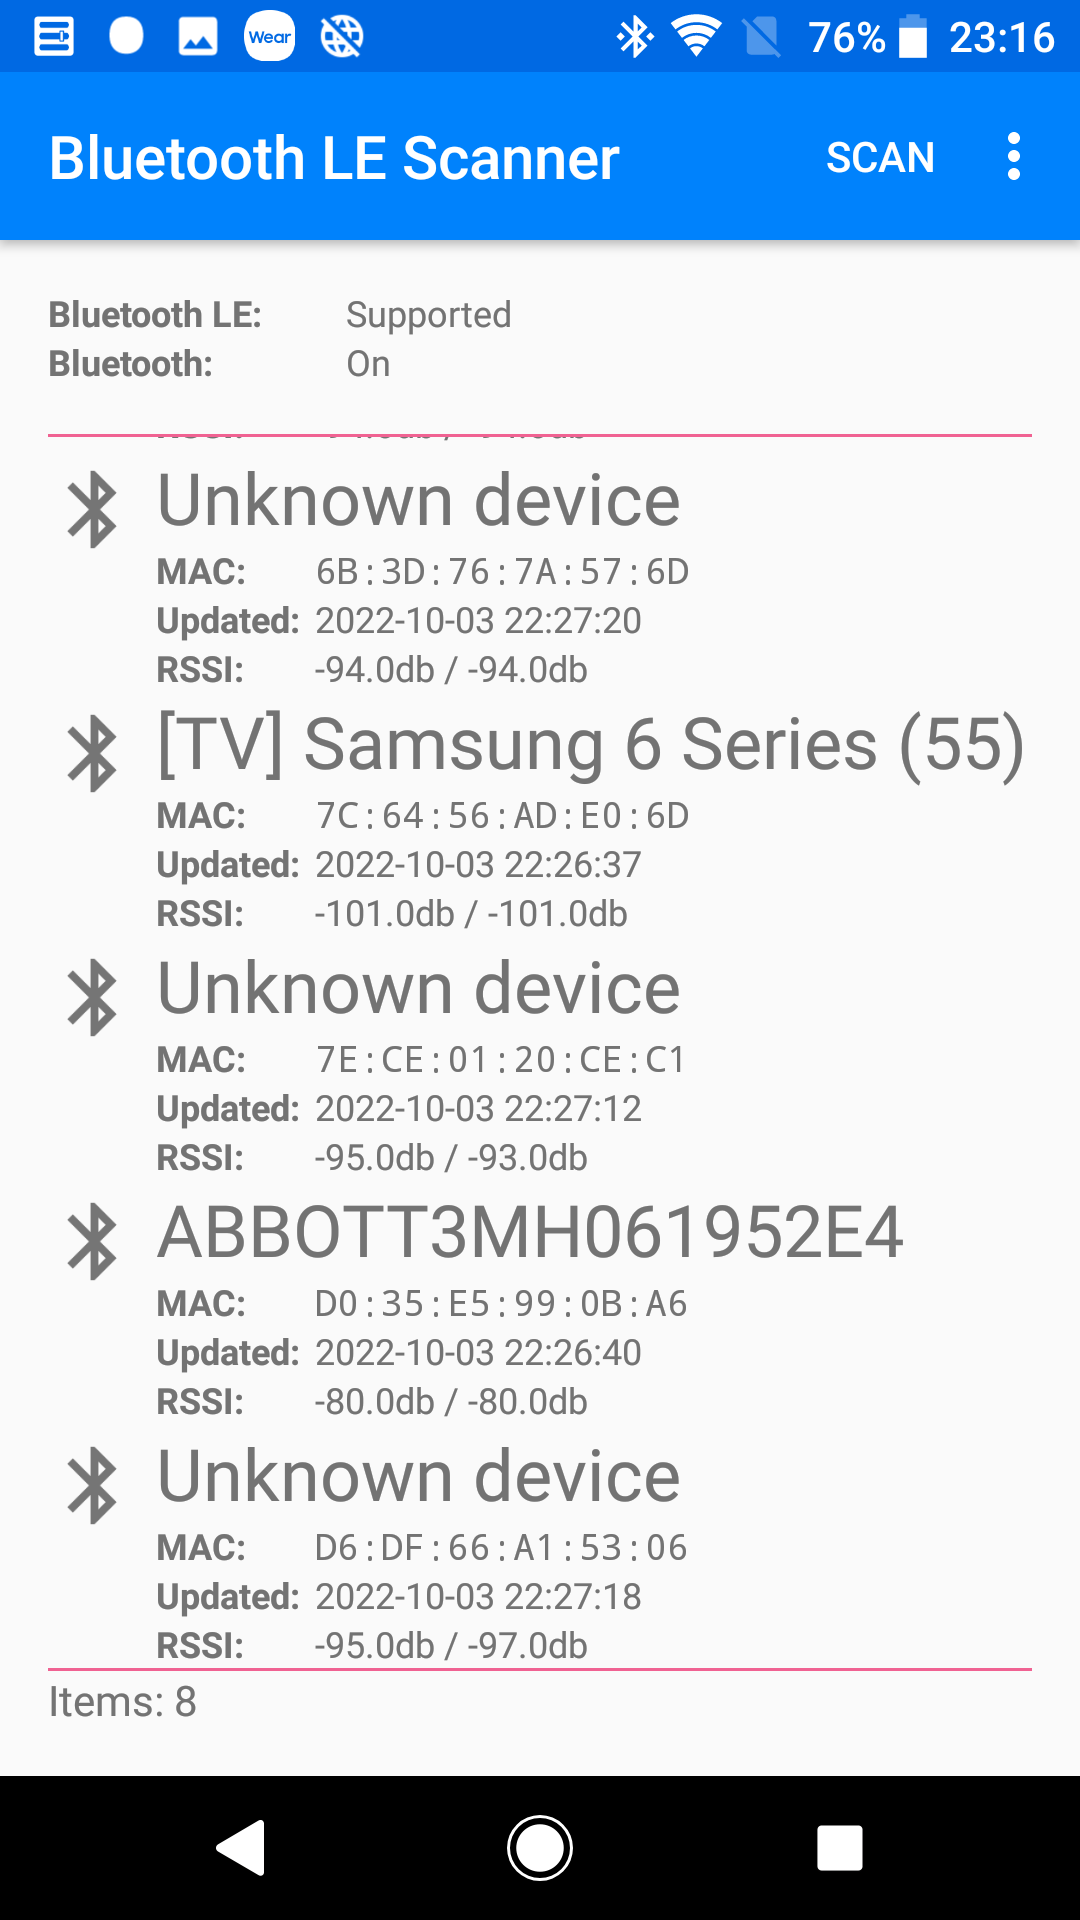 Wear
76% 23:16
Bluetooth LE Scanner SCAN
Bluetooth LE: Supported
Bluetooth: On
Unknown device
MAC: 6B:3D:76:7A:57:6D
Updated: 2022-10-03 22:27:20
RSSI: -94.0db / -94.0db
[TV] Samsung 6 Series (55)
MAC: 7C:64:56:AD:E0:6D
Updated: 2022-10-03 22:26:37
RSSI: -101.0db / -101.0db
Unknown device
MAC: 7E:CE:01:20:CE:C1
Updated: 2022-10-03 22:27:12
RSSI: -95.0db / -93.0db
ABBOTT3MH061952E4
MAC: D0:35:E5:99:0B:A6
Updated: 2022-10-03 22:26:40
RSSI: -80.0db / -80.0db
Unknown device
MAC: D6:DF:66:A1:53:06
Updated: 2022-10-03 22:27:18
RSSI: -95.0db / -97.0db
Items: 8